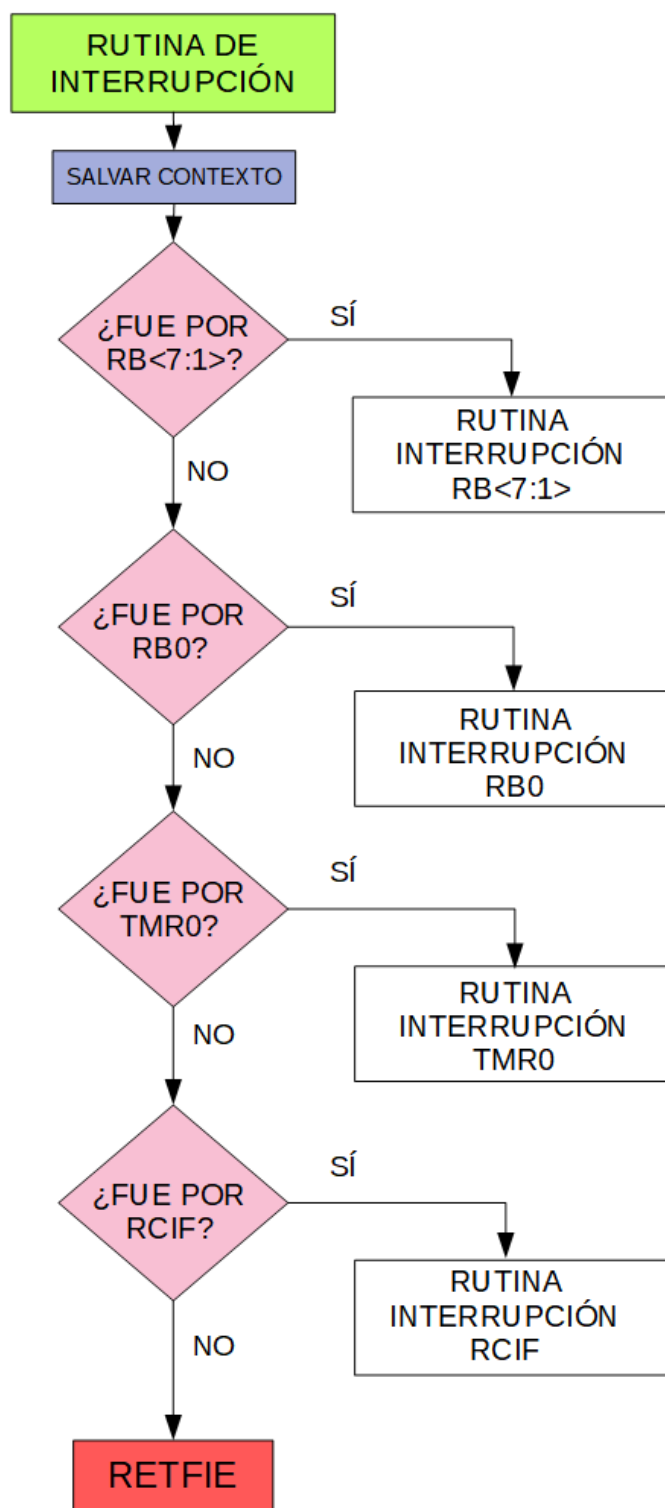 RUTINA DE
INTERRUPCIÓN
SALVAR CONTEXTO
¿FUE POR
RB<7:1>?
SÍ
RUTINA
INTERRUPCIÓN
RB<7:1>
NO
¿FUE POR
RB0?
SÍ
RUTINA
INTERRUPCIÓN
RB0
NO
¿FUE POR
TMR0?
SÍ
RUTINA
INTERRUPCIÓN
TMR0
NO
¿FUE POR
RCIF?
SÍ
RUTINA
INTERRUPCIÓN
RCIF
NO
RETFIE